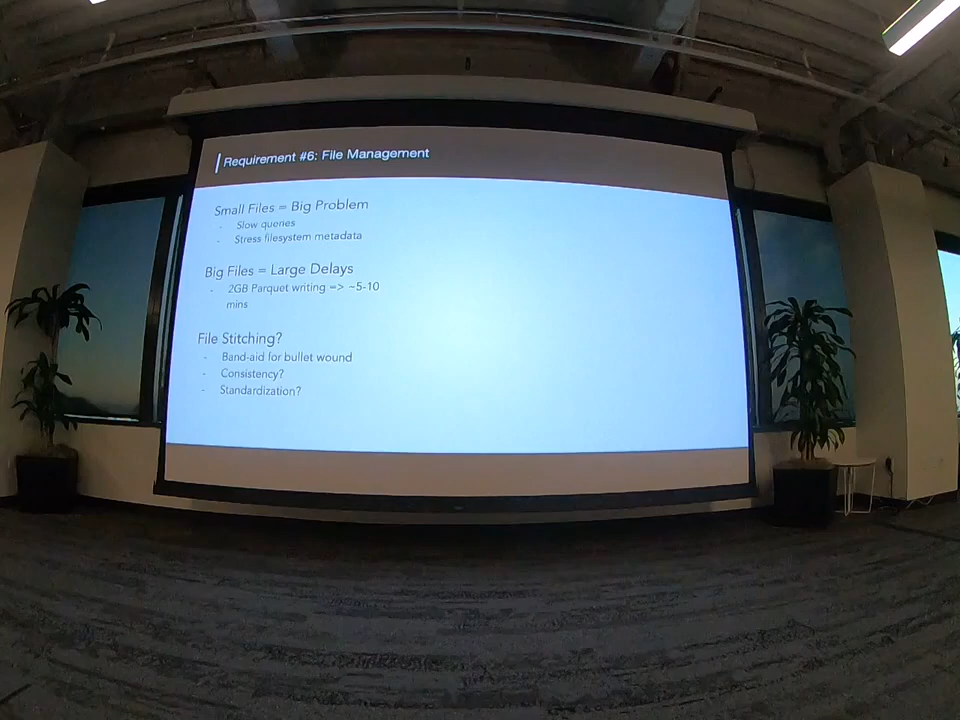 Requirement #6: File Management
Small Files = Big Problem
- Slow queries
- Stress filesystem metadata
Big Files = Large Delays
- 2GB Parquet writing => ~5-10
mins
File Stitching?
- Band-aid for bullet wound
- Consistency?
- Standardization?